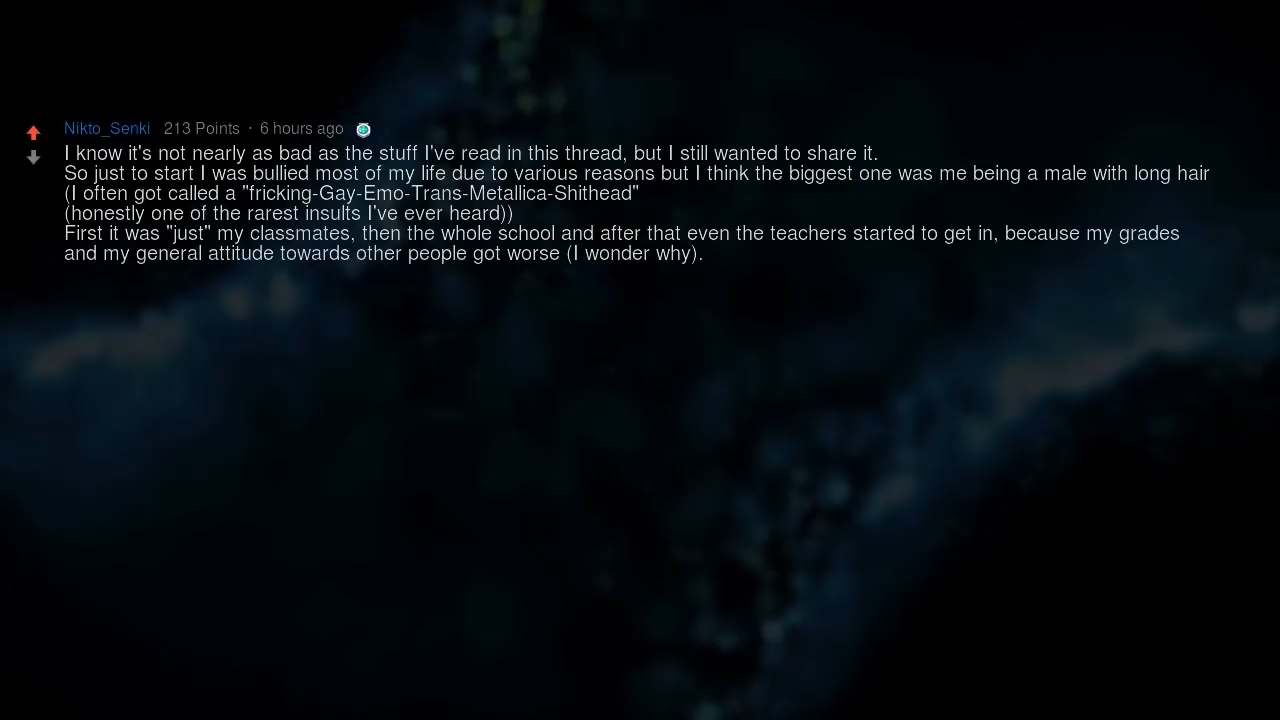 Nikto_Senki 213 Points · 6 hours ago
I know it's not nearly as bad as the stuff I've read in this thread, but I still wanted to share it.
So just to start I was bullied most of my life due to various reasons but I think the biggest one was me being a male with long hair
(I often got called a "fricking-Gay-Emo-Trans-Metallica-Shithead"
(honestly one of the rarest insults I've ever heard))
First it was "just" my classmates, then the whole school and after that even the teachers started to get in, because my grades
and my general attitude towards other people got worse (I wonder why).